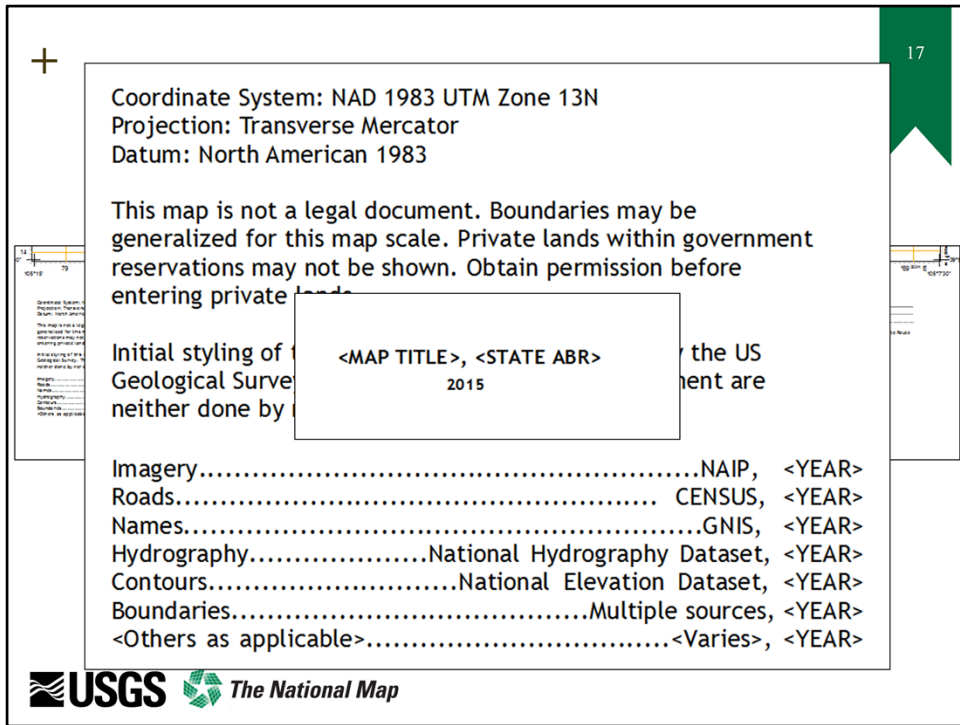 17
Coordinate System: NAD 1983 UTM Zone 13N
Projection: Transverse Mercator
Datum: North American 1983
This map is not a legal document. Boundaries may be
generalized for this map scale. Private lands within government
reservations may not be shown. Obtain permission before
entering private lands.
Initial styling of the US
Geological Survey ment are
neither done by
<MAP TITLE>, <STATE ABR>
2015
Imagery........................................................NAIP, <YEAR>
Roads...................................................... CENSUS, <YEAR>
Names..........................................................GNIS, <YEAR>
Hydrography....................National Hydrography Dataset, <YEAR>
Contours............................National Elevation Dataset, <YEAR>
Boundaries........................................Multiple sources, <YEAR>
<Others as applicable>..................................<Varies>, <YEAR>
USGS The National Map